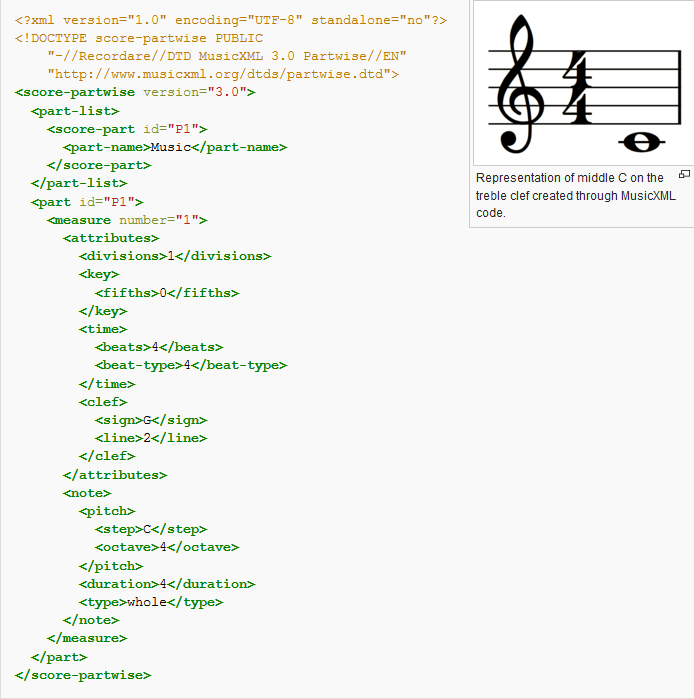 <?xml version="1.0" encoding="UTF-8" standalone="no"?>
<!DOCTYPE score-partwise PUBLIC
    "-//Recordare//DTD MusicXML 3.0 Partwise//EN"
    "http://www.musicxml.org/dtds/partwise.dtd">
<score-partwise version="3.0">
  <part-list>
    <score-part id="P1">
      <part-name>Music</part-name>
    </score-part>
  </part-list>
  <part id="P1">
    <measure number="1">
      <attributes>
        <divisions>1</divisions>
        <key>
          <fifths>0</fifths>
        </key>
        <time>
          <beats>4</beats>
          <beat-type>4</beat-type>
        </time>
        <clef>
          <sign>G</sign>
          <line>2</line>
        </clef>
      </attributes>
      <note>
        <pitch>
          <step>C</step>
          <octave>4</octave>
        </pitch>
        <duration>4</duration>
        <type>whole</type>
      </note>
    </measure>
  </part>
</score-partwise>
4
4
Representation of middle C on the
treble clef created through MusicXML
code.